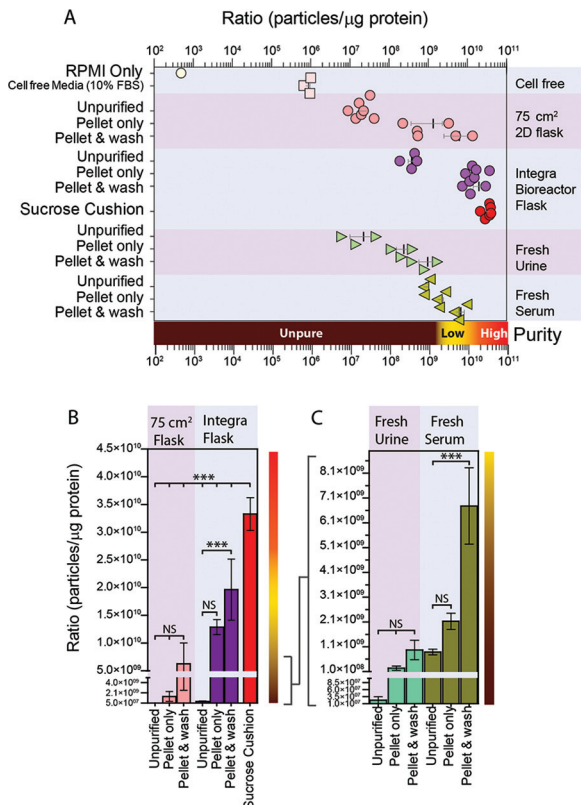 A
Ratio (particles/μg protein)
10² 10³ 10⁴ 10⁵ 10⁶ 10⁷ 10⁸ 10⁹ 10¹⁰ 10¹¹
RPMI Only
Cell free Media (10% FBS)
Cell free
Unpurified
Pellet only
Pellet & wash
75 cm²
2D flask
Unpurified
Pellet only
Pellet & wash
Sucrose Cushion
Integra
Bioreactor
Flask
Unpurified
Pellet only
Pellet & wash
Fresh
Urine
Unpurified
Pellet only
Pellet & wash
Fresh
Serum
Unpure Low High Purity
10² 10³ 10⁴ 10⁵ 10⁶ 10⁷ 10⁸ 10⁹ 10¹⁰ 10¹¹
B
75 cm²
Flask
Integra
Flask
Ratio (particles/μg protein)
4.5×10¹⁰
4.0×10¹⁰
3.5×10¹⁰
3.0×10¹⁰
2.5×10¹⁰
2.0×10¹⁰
1.5×10¹⁰
1.0×10¹⁰
5.0×10⁰⁹
4.0×10⁰⁹
2.1×10⁰⁹
5.0×10⁰⁷
***
***
NS
NS
Unpurified
Pellet only
Pellet & wash
Unpurified
Pellet only
Pellet & wash
Sucrose Cushion
C
Fresh
Urine
Fresh
Serum
8.1×10⁰⁹
7.1×10⁰⁹
6.1×10⁰⁹
5.1×10⁰⁹
4.1×10⁰⁹
3.1×10⁰⁹
2.1×10⁰⁹
1.1×10⁰⁹
1.0×10⁰⁸
8.5×10⁰⁷
6.0×10⁰⁷
3.5×10⁰⁷
1.0×10⁰⁷
***
NS
NS
Unpurified
Pellet only
Pellet & wash
Unpurified
Pellet only
Pellet & wash